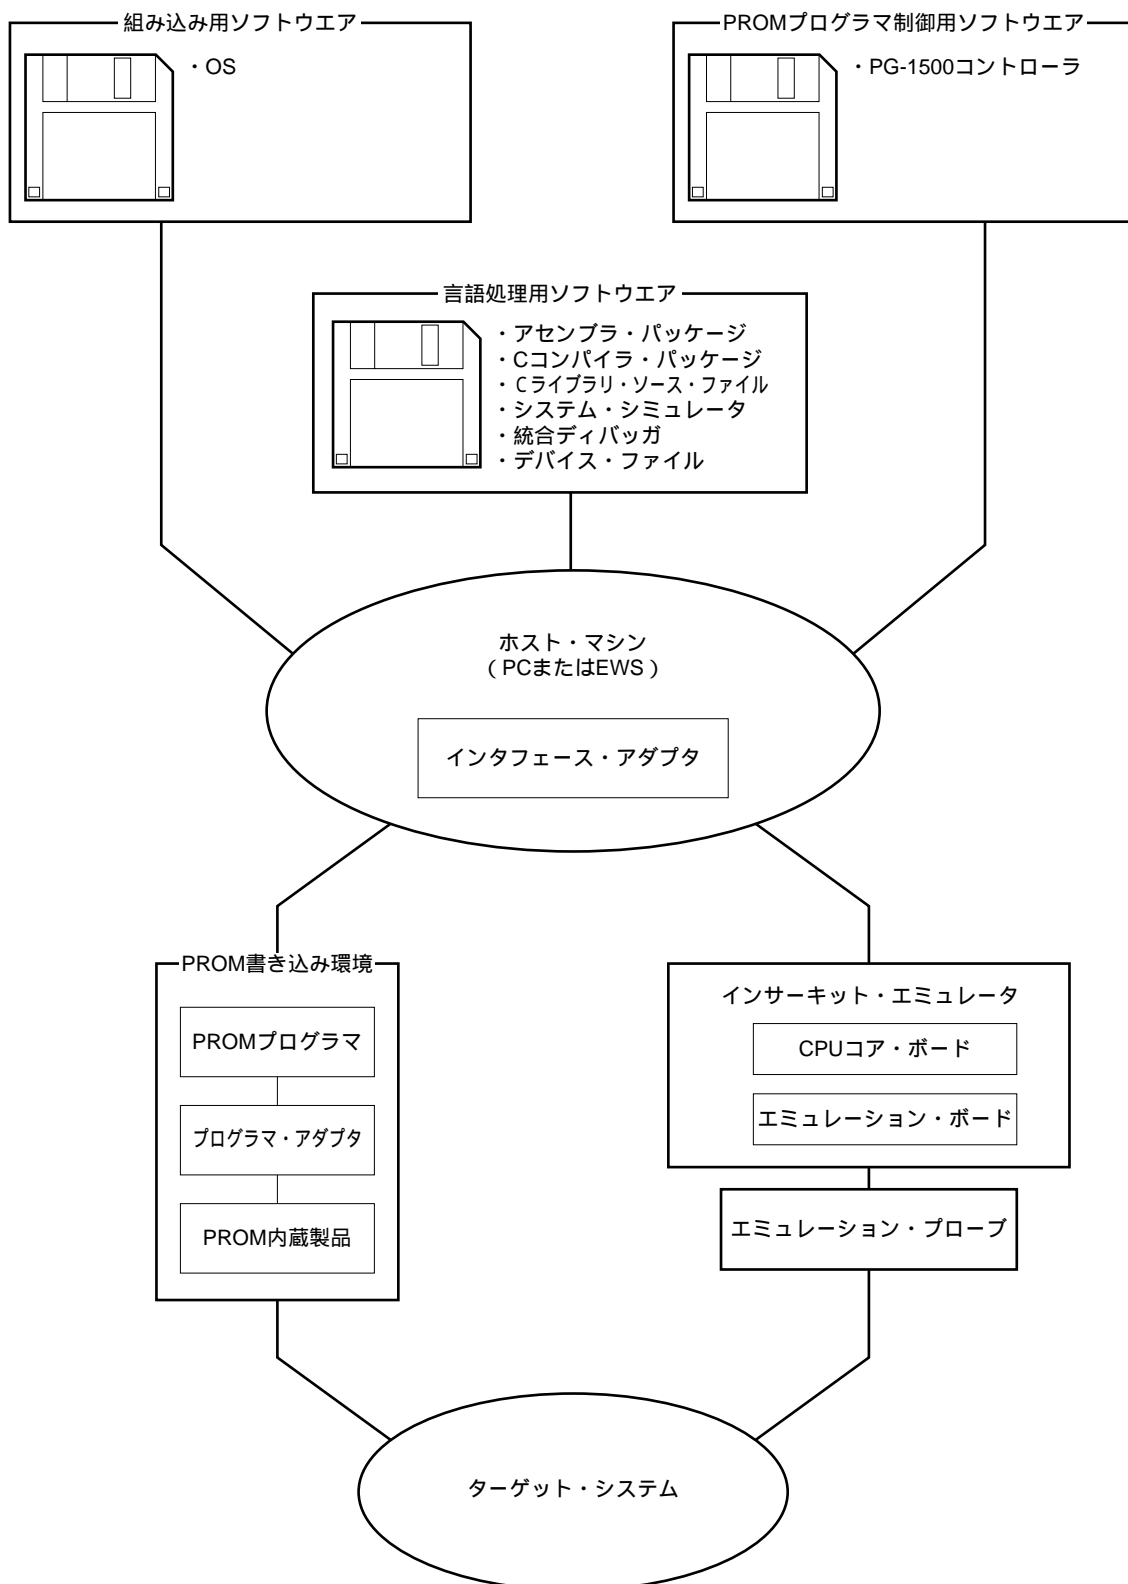 組み込み用ソフトウエア
・OS
PROMプログラマ制御用ソフトウエア
・PG-1500コントローラ
言語処理用ソフトウエア
・アセンブラ・パッケージ
・Cコンパイラ・パッケージ
・Cライブラリ・ソース・ファイル
・システム・シミュレータ
・統合ディバッガ
・デバイス・ファイル
ホスト・マシン
(PCまたはEWS)
インタフェース・アダプタ
PROM書き込み環境
PROMプログラマ
プログラマ・アダプタ
PROM内蔵製品
インサーキット・エミュレータ
CPUコア・ボード
エミュレーション・ボード
エミュレーション・プローブ
ターゲット・システム